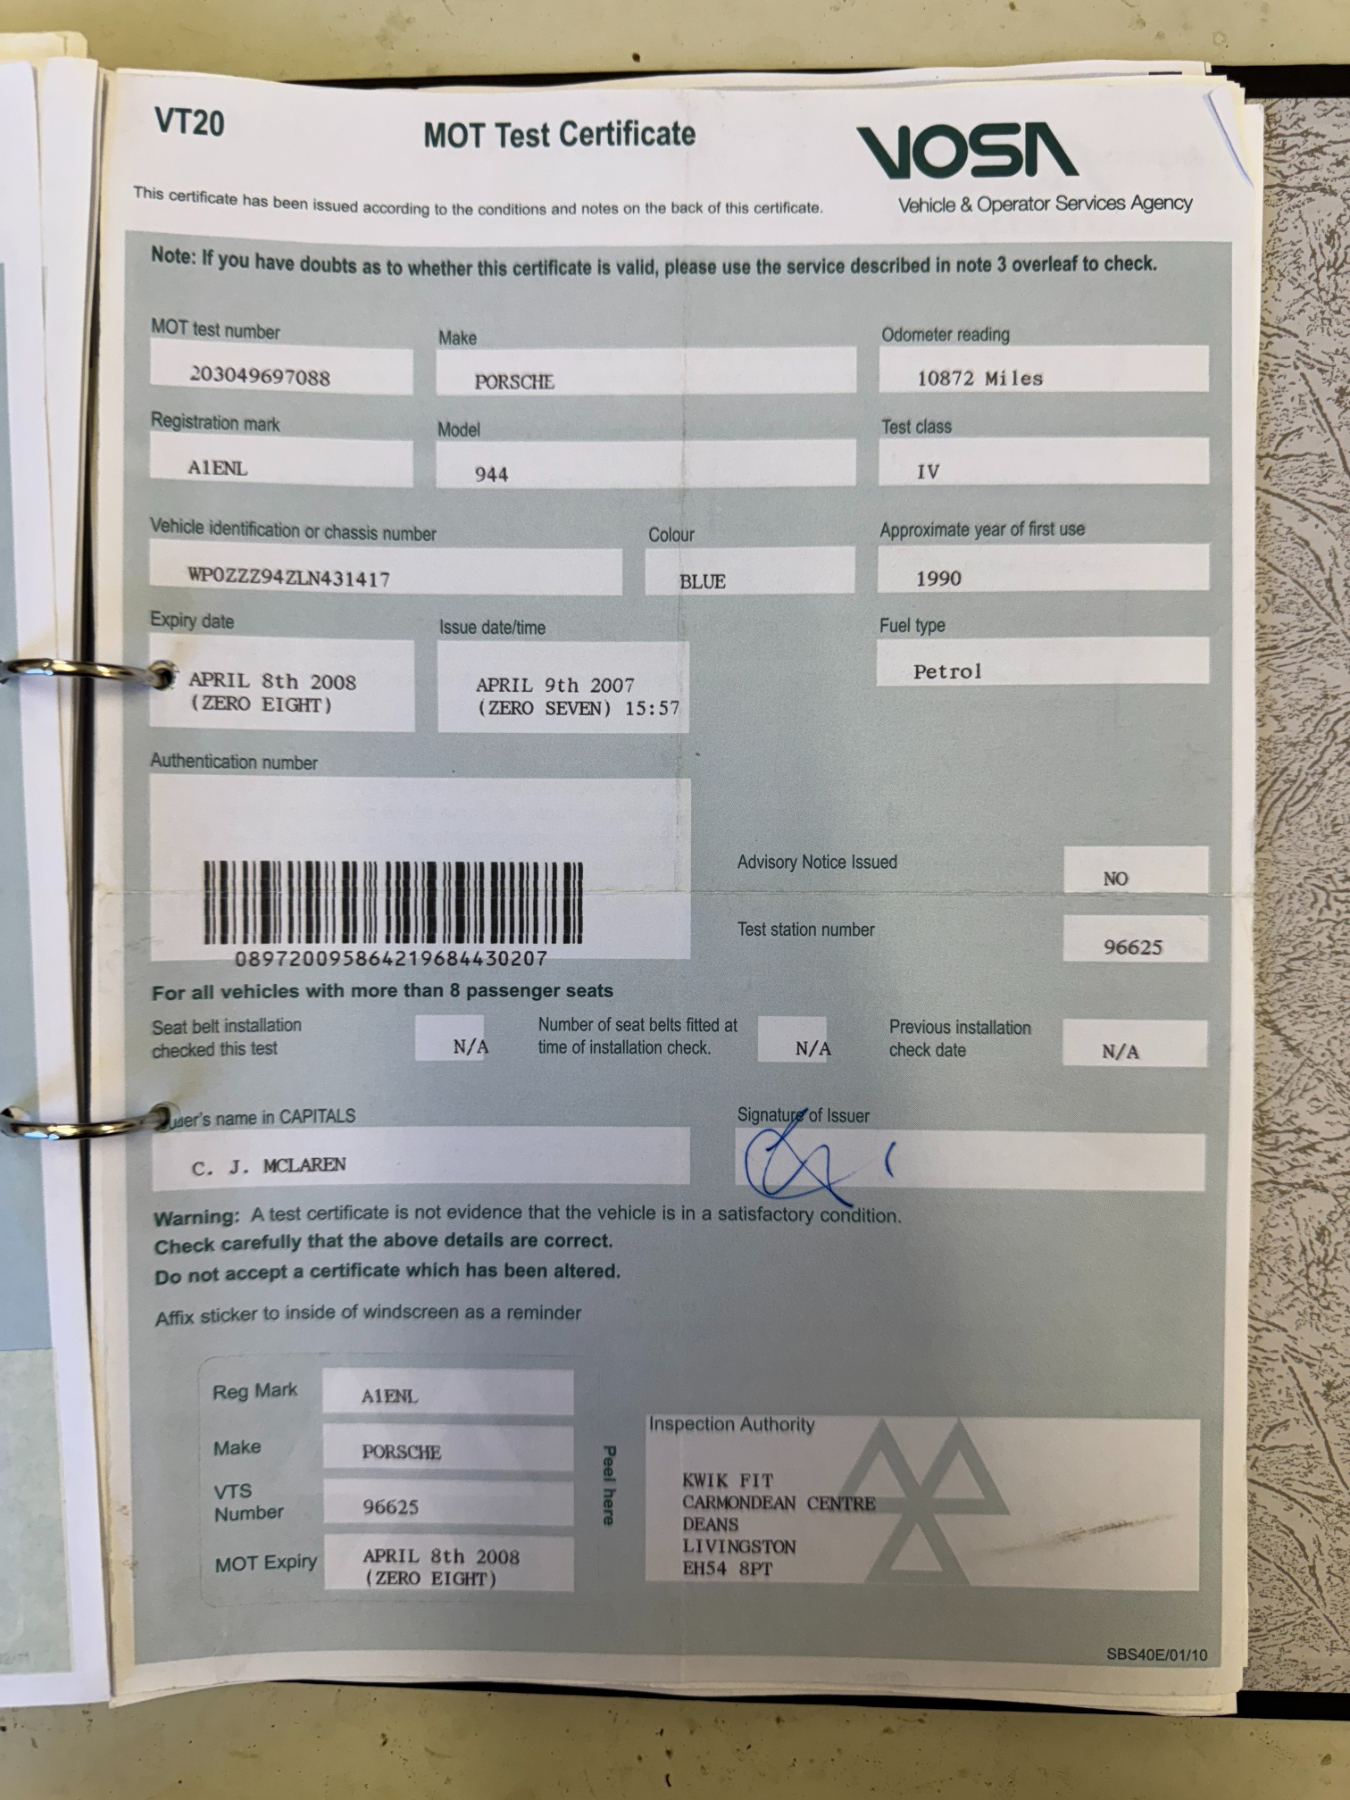 VT20
MOT Test Certificate
VOSA
Vehicle & Operator Services Agency
This certificate has been issued according to the conditions and notes on the back of this certificate.
Note: If you have doubts as to whether this certificate is valid, please use the service described in note 3 overleaf to check.
MOT test number
203049697088
Make
PORSCHE
Odometer reading
10872 Miles
Registration mark
A1ENL
Model
944
Test class
IV
Vehicle identification or chassis number
WP0ZZZ94ZLN431417
Colour
BLUE
Approximate year of first use
1990
Expiry date
APRIL 8th 2008
(ZERO EIGHT)
Issue date/time
APRIL 9th 2007
(ZERO SEVEN) 15:57
Fuel type
Petrol
Authentication number
089720095864219684430207
Advisory Notice Issued
NO
Test station number
96625
For all vehicles with more than 8 passenger seats
Seat belt installation
checked this test
N/A
Number of seat belts fitted at
time of installation check.
N/A
Previous installation
check date
N/A
uer's name in CAPITALS
C. J. MCLAREN
Signature of Issuer
Warning: A test certificate is not evidence that the vehicle is in a satisfactory condition.
Check carefully that the above details are correct.
Do not accept a certificate which has been altered.
Affix sticker to inside of windscreen as a reminder
Reg Mark
A1ENL
Make
PORSCHE
VTS
Number
96625
MOT Expiry
APRIL 8th 2008
(ZERO EIGHT)
Peel here
Inspection Authority
KWIK FIT
CARMONDEAN CENTRE
DEANS
LIVINGSTON
EH54 8PT
SBS40E/01/10